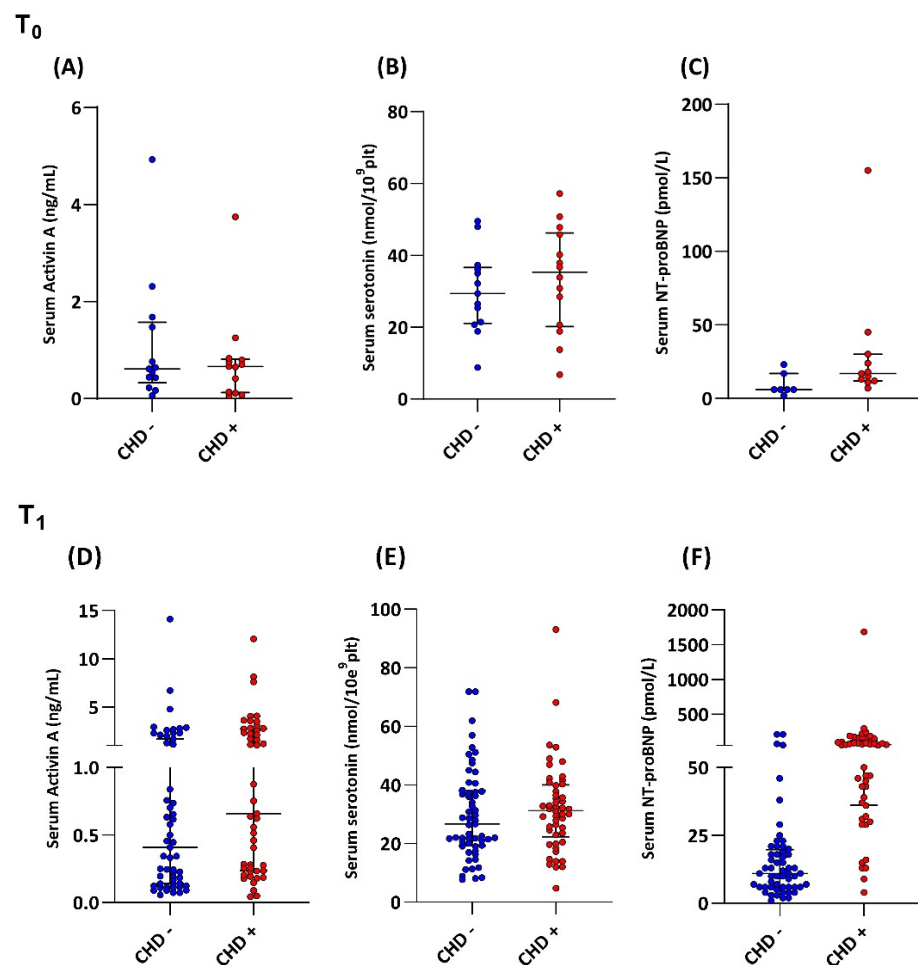 T₀
(A)
(B)
(C)
Serum Activin A (ng/mL)
6
4
2
0
CHD -
CHD +
Serum serotonin (nmol/10⁹plt)
80
60
40
20
0
CHD -
CHD +
Serum NT-proBNP (pmol/L)
200
150
100
50
0
CHD -
CHD +
T₁
(D)
(E)
(F)
Serum Activin A (ng/mL)
15
10
5
1.0
0.5
0.0
CHD -
CHD +
Serum serotonin (nmol/10e⁹plt)
100
80
60
40
20
0
CHD -
CHD +
Serum NT-proBNP (pmol/L)
2000
1500
1000
500
50
25
0
CHD -
CHD +